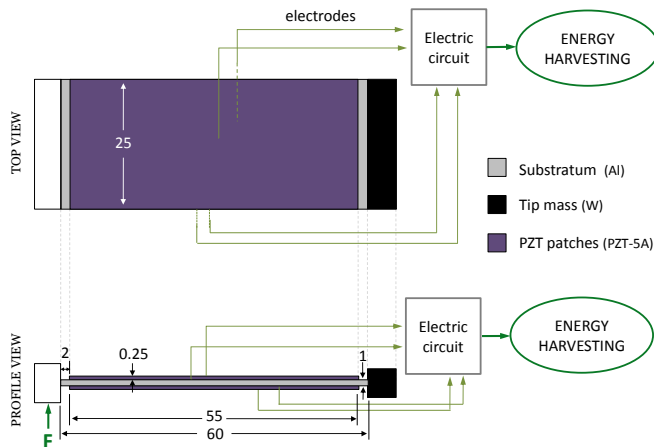 electrodes
Electric
circuit
ENERGY
HARVESTING
TOP VIEW
25
Substratum (Al)
Tip mass (W)
PZT patches (PZT-5A)
PROFILE VIEW
2
0.25
1
Electric
circuit
ENERGY
HARVESTING
55
60
F